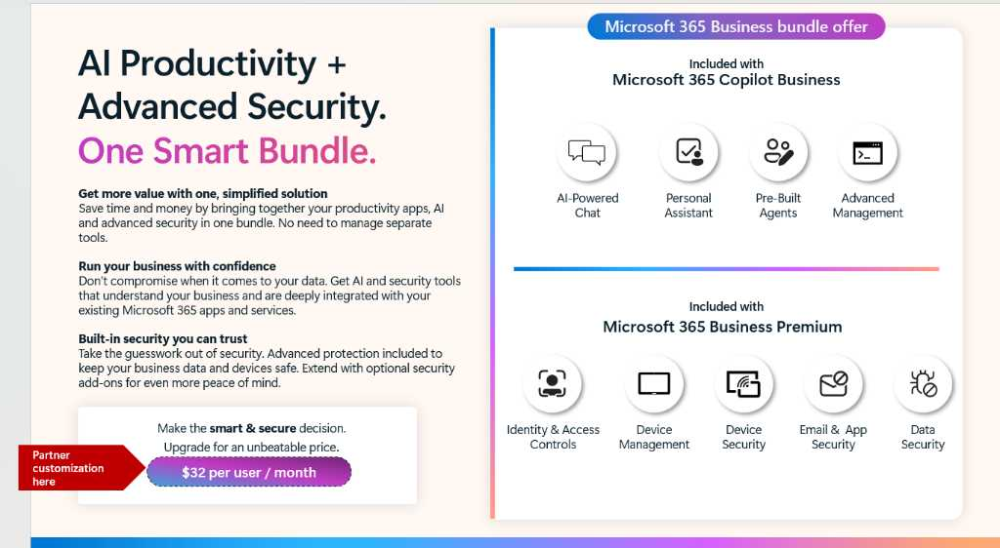 AI Productivity +
Advanced Security.
One Smart Bundle.
Get more value with one, simplified solution
Save time and money by bringing together your productivity apps, AI
and advanced security in one bundle. No need to manage separate
tools.
Run your business with confidence
Don't compromise when it comes to your data. Get AI and security tools
that understand your business and are deeply integrated with your
existing Microsoft 365 apps and services.
Built-in security you can trust
Take the guesswork out of security. Advanced protection included to
keep your business data and devices safe. Extend with optional security
add-ons for even more peace of mind.
Make the smart & secure decision.
Upgrade for an unbeatable price.
$32 per user / month
Partner
customization
here
Microsoft 365 Business bundle offer
Included with
Microsoft 365 Copilot Business
AI-Powered
Chat
Personal
Assistant
Pre-Built
Agents
Advanced
Management
Included with
Microsoft 365 Business Premium
Identity & Access
Controls
Device
Management
Device
Security
Email & App
Security
Data
Security